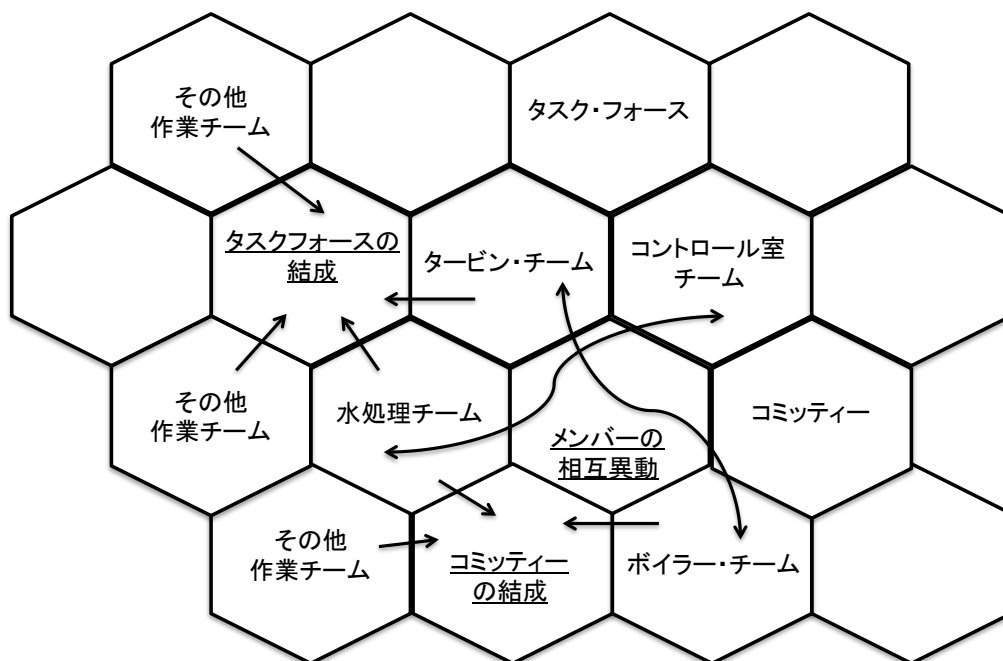 その他
作業チーム
タスク・フォース
タスクフォースの
結成
タービン・チーム
コントロール室
チーム
その他
作業チーム
水処理チーム
メンバーの
相互異動
コミッティー
その他
作業チーム
コミッティー
の結成
ボイラー・チーム